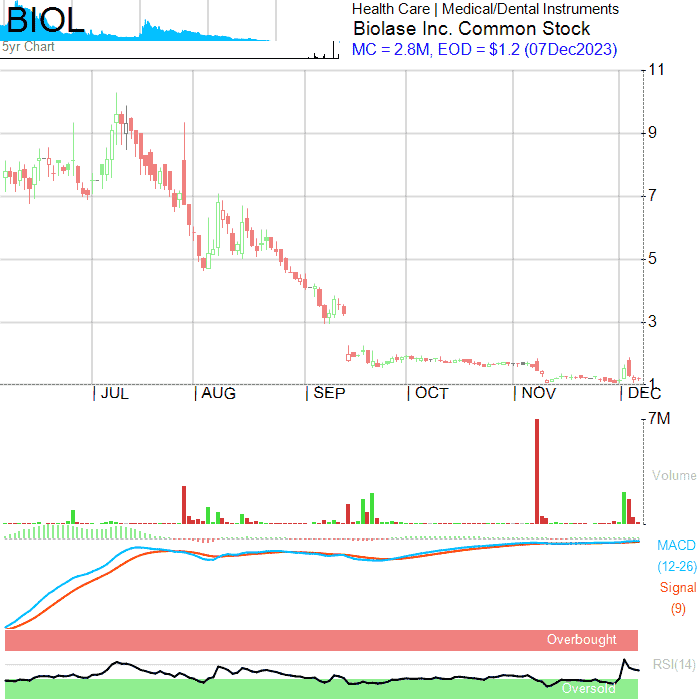 BIOL
5yr Chart
Health Care | Medical/Dental Instruments
Biolase Inc. Common Stock
MC = 2.8M, EOD = $1.2 (07Dec2023)
11
9
7
5
3
1
JUL AUG SEP OCT NOV DEC
7M
Volume
MACD
(12-26)
Signal
(9)
Overbought
RSI(14)
Oversold